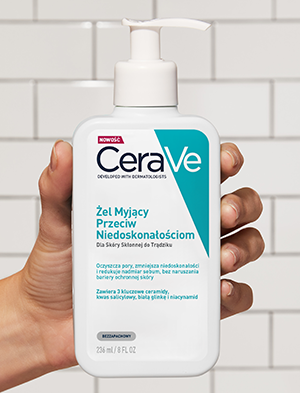 NOWOŚĆ
CeraVe
DEVELOPED WITH DERMATOLOGISTS
Żel Myjący
Przeciw
Niedoskonałościom
Dla Skóry Skłonnej do Trądziku
Oczyszcza pory, zmniejsza niedoskonałości
i redukuje nadmiar sebum, bez naruszania
bariery ochronnej skóry
Zawiera 3 kluczowe ceramidy,
kwas salicylowy, białą glinkę i niacynamid
BEZZAPACHOWY
236 ml / 8 FL OZ